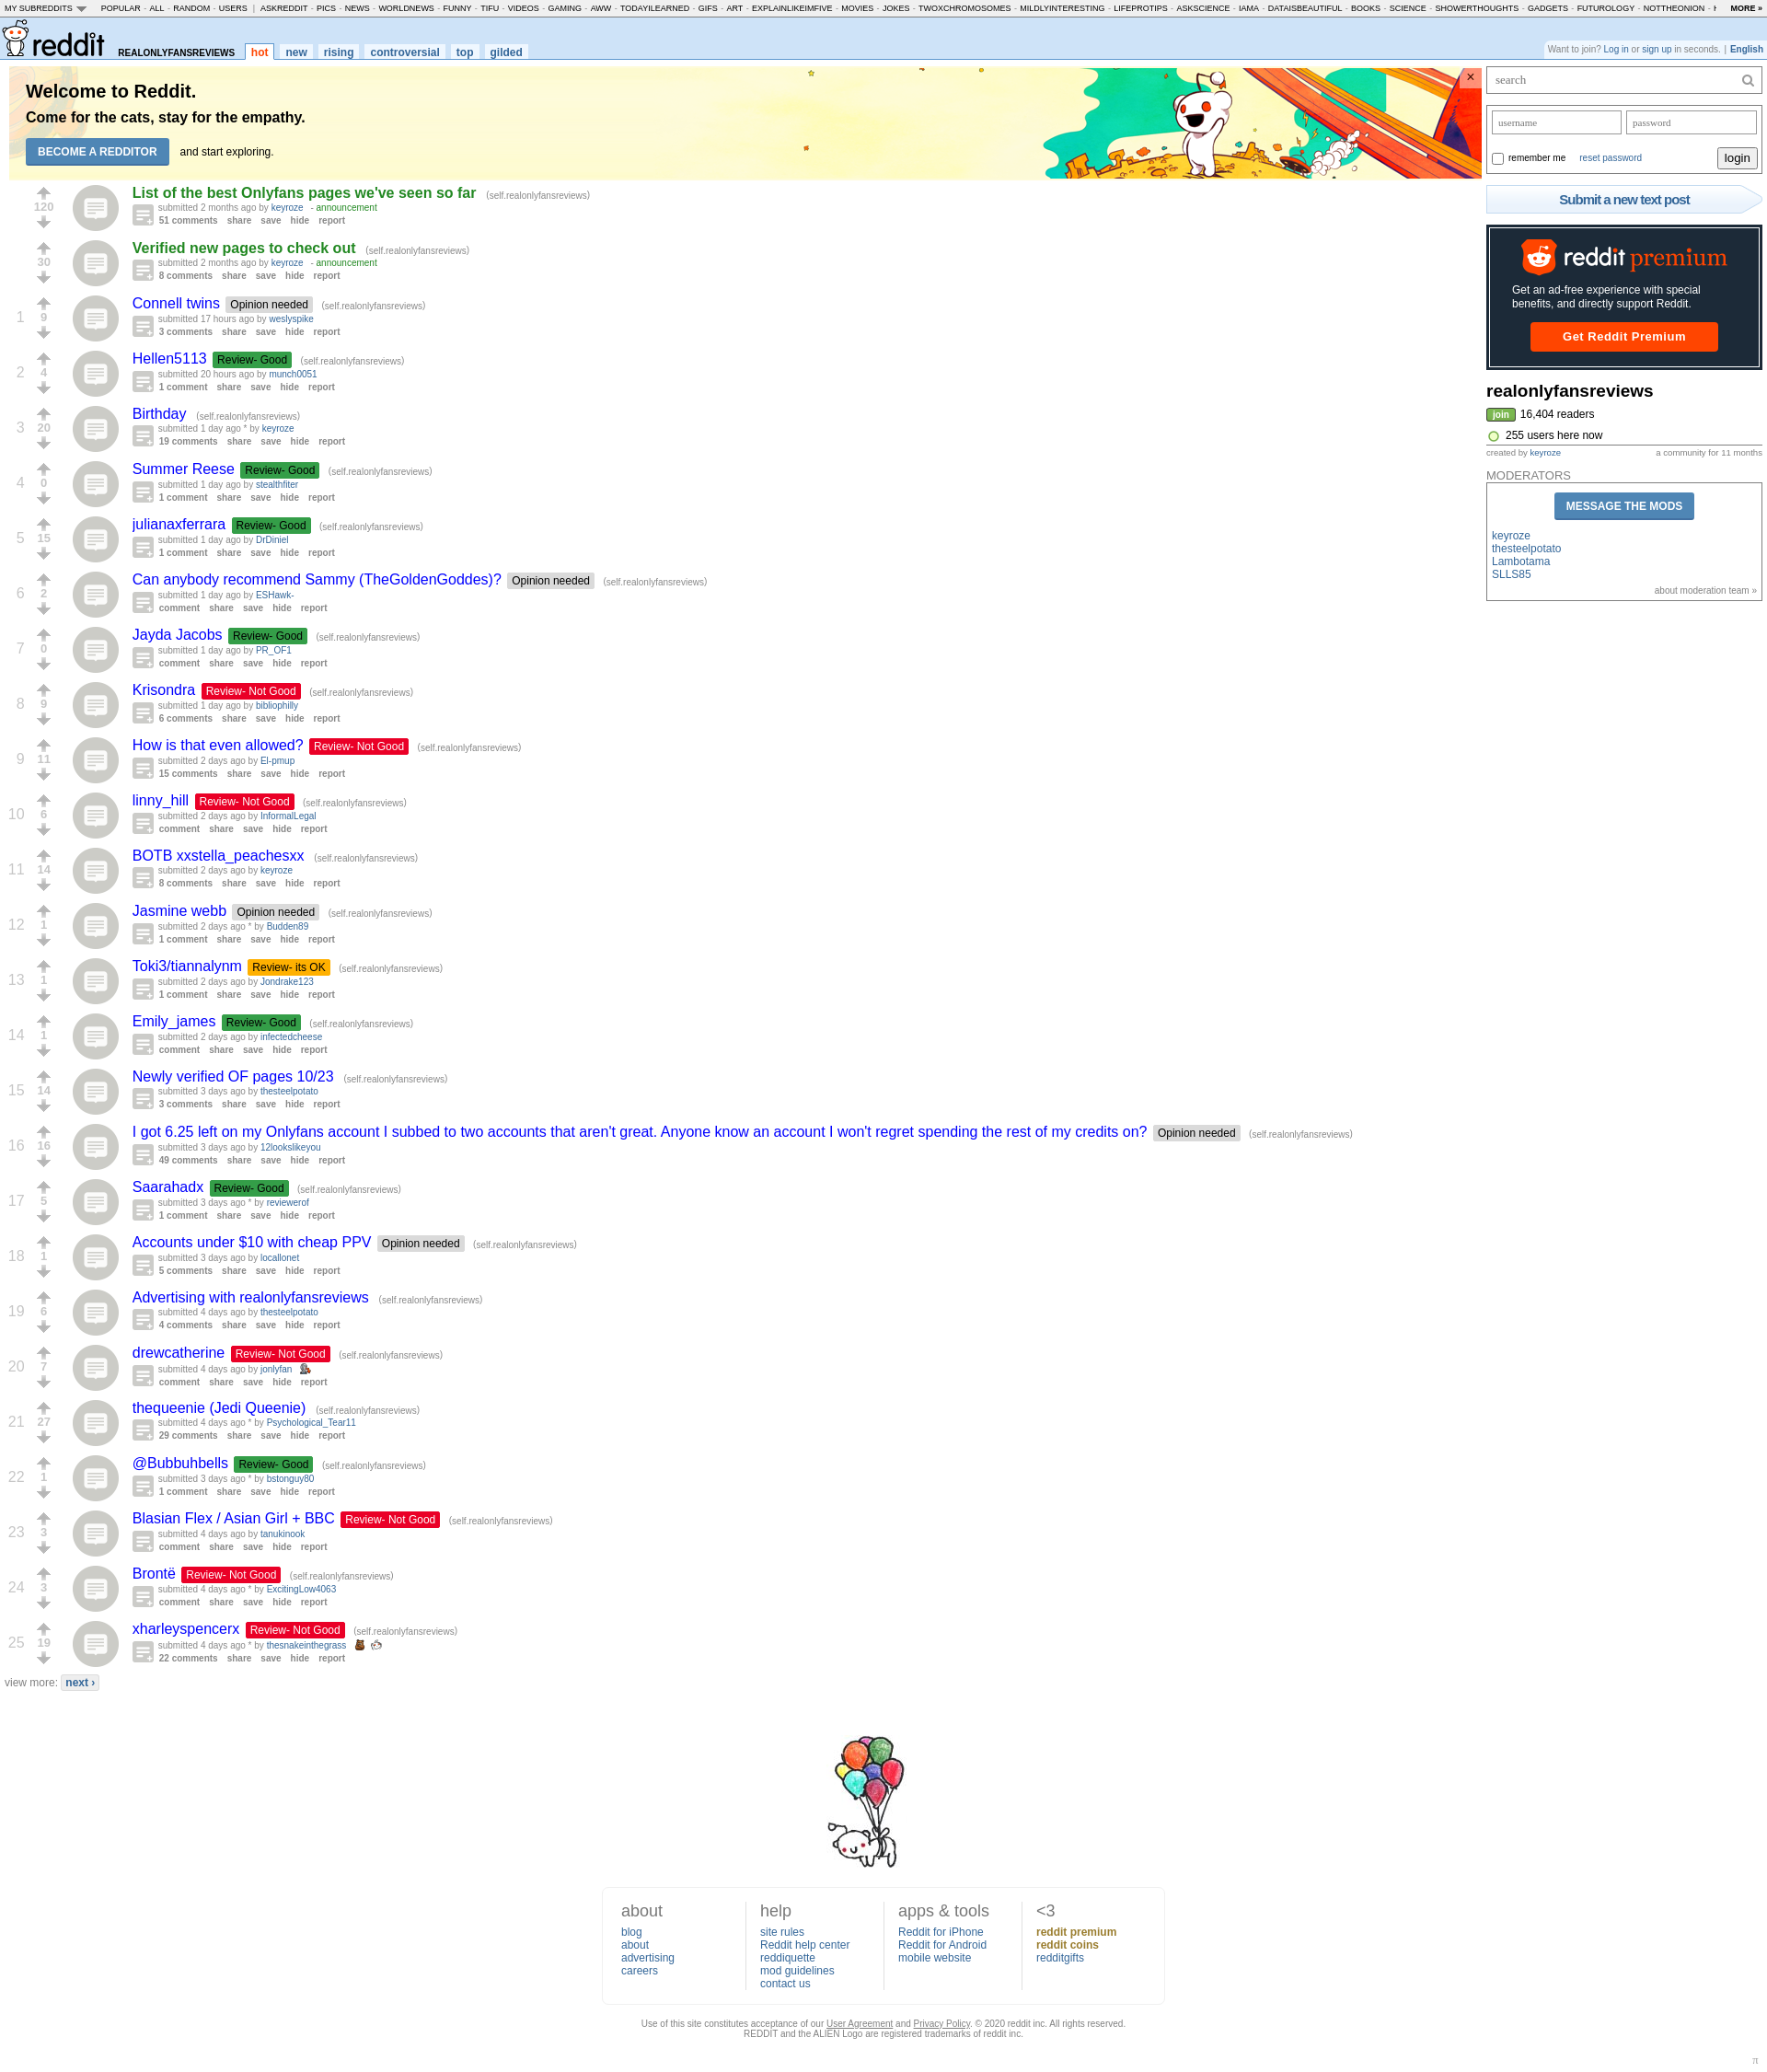 MY SUBREDDITS POPULAR - ALL - RANDOM - USERS | ASKREDDIT - PICS - NEWS - WORLDNEWS - FUNNY - TIFU - VIDEOS - GAMING - AWW - TODAYILEARNED - GIFS - ART - EXPLAINLIKEIMFIVE - MOVIES - JOKES - TWOXCHROMOSOMES - MILDLYINTERESTING - LIFEPROTIPS - ASKSCIENCE - IAMA - DATAISBEAUTIFUL - BOOKS - SCIENCE - SHOWERTHOUGHTS - GADGETS - FUTUROLOGY - NOTTHEONION - MORE »
reddit REALONLYFANSREVIEWS hot new rising controversial top gilded
Want to join? Log in or sign up in seconds. | English
Welcome to Reddit.
Come for the cats, stay for the empathy.
BECOME A REDDITOR and start exploring.
×
120
List of the best Onlyfans pages we've seen so far (self.realonlyfansreviews)
submitted 2 months ago by keyroze - announcement
51 comments share save hide report
30
Verified new pages to check out (self.realonlyfansreviews)
submitted 2 months ago by keyroze - announcement
8 comments share save hide report
1 9
Connell twins Opinion needed (self.realonlyfansreviews)
submitted 17 hours ago by weslyspike
3 comments share save hide report
2 4
Hellen5113 Review- Good (self.realonlyfansreviews)
submitted 20 hours ago by munch0051
1 comment share save hide report
3 20
Birthday (self.realonlyfansreviews)
submitted 1 day ago * by keyroze
19 comments share save hide report
4 0
Summer Reese Review- Good (self.realonlyfansreviews)
submitted 1 day ago by stealthfiter
1 comment share save hide report
5 15
julianaxferrara Review- Good (self.realonlyfansreviews)
submitted 1 day ago by DrDiniel
1 comment share save hide report
6 2
Can anybody recommend Sammy (TheGoldenGoddes)? Opinion needed (self.realonlyfansreviews)
submitted 1 day ago by ESHawk-
comment share save hide report
7 0
Jayda Jacobs Review- Good (self.realonlyfansreviews)
submitted 1 day ago by PR_OF1
comment share save hide report
8 9
Krisondra Review- Not Good (self.realonlyfansreviews)
submitted 1 day ago by bibliophilly
6 comments share save hide report
9 11
How is that even allowed? Review- Not Good (self.realonlyfansreviews)
submitted 2 days ago by El-pmup
15 comments share save hide report
10 6
linny_hill Review- Not Good (self.realonlyfansreviews)
submitted 2 days ago by InformalLegal
comment share save hide report
11 14
BOTB xxstella_peachesxx (self.realonlyfansreviews)
submitted 2 days ago by keyroze
8 comments share save hide report
12 1
Jasmine webb Opinion needed (self.realonlyfansreviews)
submitted 2 days ago * by Budden89
1 comment share save hide report
13 1
Toki3/tiannalynm Review- its OK (self.realonlyfansreviews)
submitted 2 days ago by Jondrake123
1 comment share save hide report
14 1
Emily_james Review- Good (self.realonlyfansreviews)
submitted 2 days ago by infectedcheese
comment share save hide report
15 14
Newly verified OF pages 10/23 (self.realonlyfansreviews)
submitted 3 days ago by thesteelpotato
3 comments share save hide report
16 16
I got 6.25 left on my Onlyfans account I subbed to two accounts that aren't great. Anyone know an account I won't regret spending the rest of my credits on? Opinion needed (self.realonlyfansreviews)
submitted 3 days ago by 12lookslikeyou
49 comments share save hide report
17 5
Saarahadx Review- Good (self.realonlyfansreviews)
submitted 3 days ago * by reviewerof
1 comment share save hide report
18 1
Accounts under $10 with cheap PPV Opinion needed (self.realonlyfansreviews)
submitted 3 days ago by locallonet
5 comments share save hide report
19 6
Advertising with realonlyfansreviews (self.realonlyfansreviews)
submitted 4 days ago by thesteelpotato
4 comments share save hide report
20 7
drewcatherine Review- Not Good (self.realonlyfansreviews)
submitted 4 days ago by jonlyfan
comment share save hide report
21 27
thequeenie (Jedi Queenie) (self.realonlyfansreviews)
submitted 4 days ago * by Psychological_Tear11
29 comments share save hide report
22 1
@Bubbuhbells Review- Good (self.realonlyfansreviews)
submitted 3 days ago * by bstonguy80
1 comment share save hide report
23 3
Blasian Flex / Asian Girl + BBC Review- Not Good (self.realonlyfansreviews)
submitted 4 days ago by tanukinook
comment share save hide report
24 3
Brontë Review- Not Good (self.realonlyfansreviews)
submitted 4 days ago * by ExcitingLow4063
comment share save hide report
25 19
xharleyspencerx Review- Not Good (self.realonlyfansreviews)
submitted 4 days ago * by thesnakeinthegrass
22 comments share save hide report
view more: next ›
search
username password
remember me reset password login
Submit a new text post
reddit premium
Get an ad-free experience with special
benefits, and directly support Reddit.
Get Reddit Premium
realonlyfansreviews
join 16,404 readers
255 users here now
created by keyroze a community for 11 months
MODERATORS
MESSAGE THE MODS
keyroze
thesteelpotato
Lambotama
SLLS85
about moderation team »
about
blog
about
advertising
careers
help
site rules
Reddit help center
reddiquette
mod guidelines
contact us
apps & tools
Reddit for iPhone
Reddit for Android
mobile website
<3
reddit premium
reddit coins
redditgifts
Use of this site constitutes acceptance of our User Agreement and Privacy Policy. © 2020 reddit inc. All rights reserved.
REDDIT and the ALIEN Logo are registered trademarks of reddit inc.
π